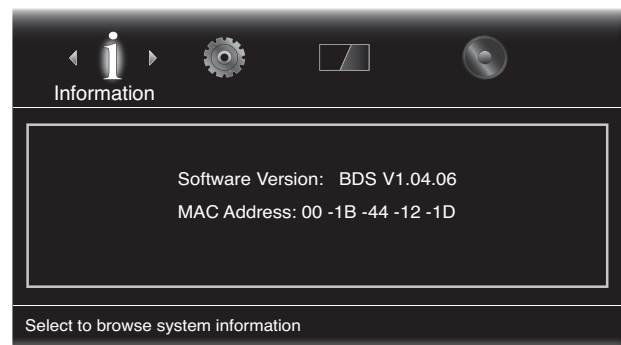 Information
Software Version: BDS V1.04.06
MAC Address: 00 -1B -44 -12 -1D
Select to browse system information